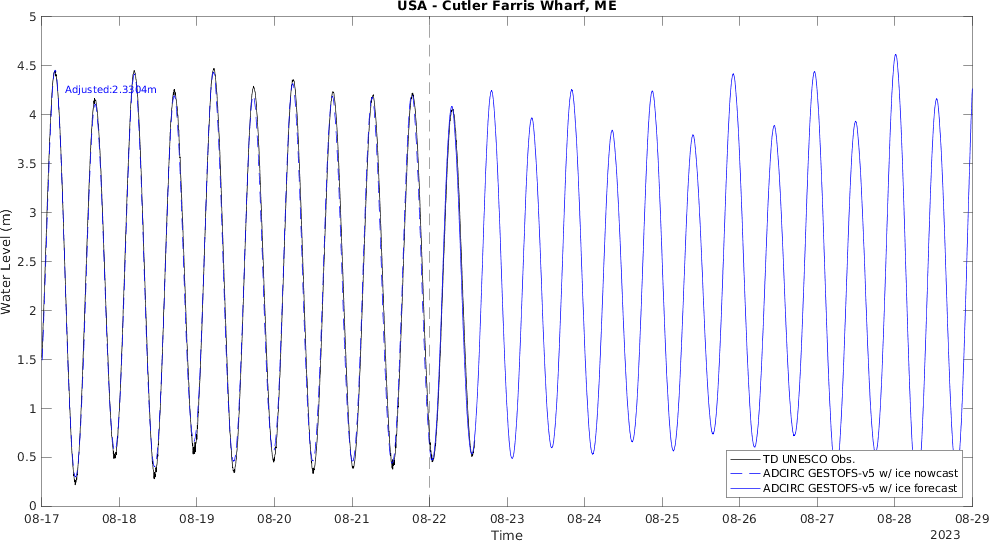 USA - Cutler Farris Wharf, ME
Adjusted:2.3304m
Water Level (m)
5
4.5
4
3.5
3
2.5
2
1.5
1
0.5
0
TD UNESCO Obs.
ADCIRC GESTOFS-v5 w/ ice nowcast
ADCIRC GESTOFS-v5 w/ ice forecast
08-17 08-18 08-19 08-20 08-21 08-22 08-23 08-24 08-25 08-26 08-27 08-28 08-29
Time
2023